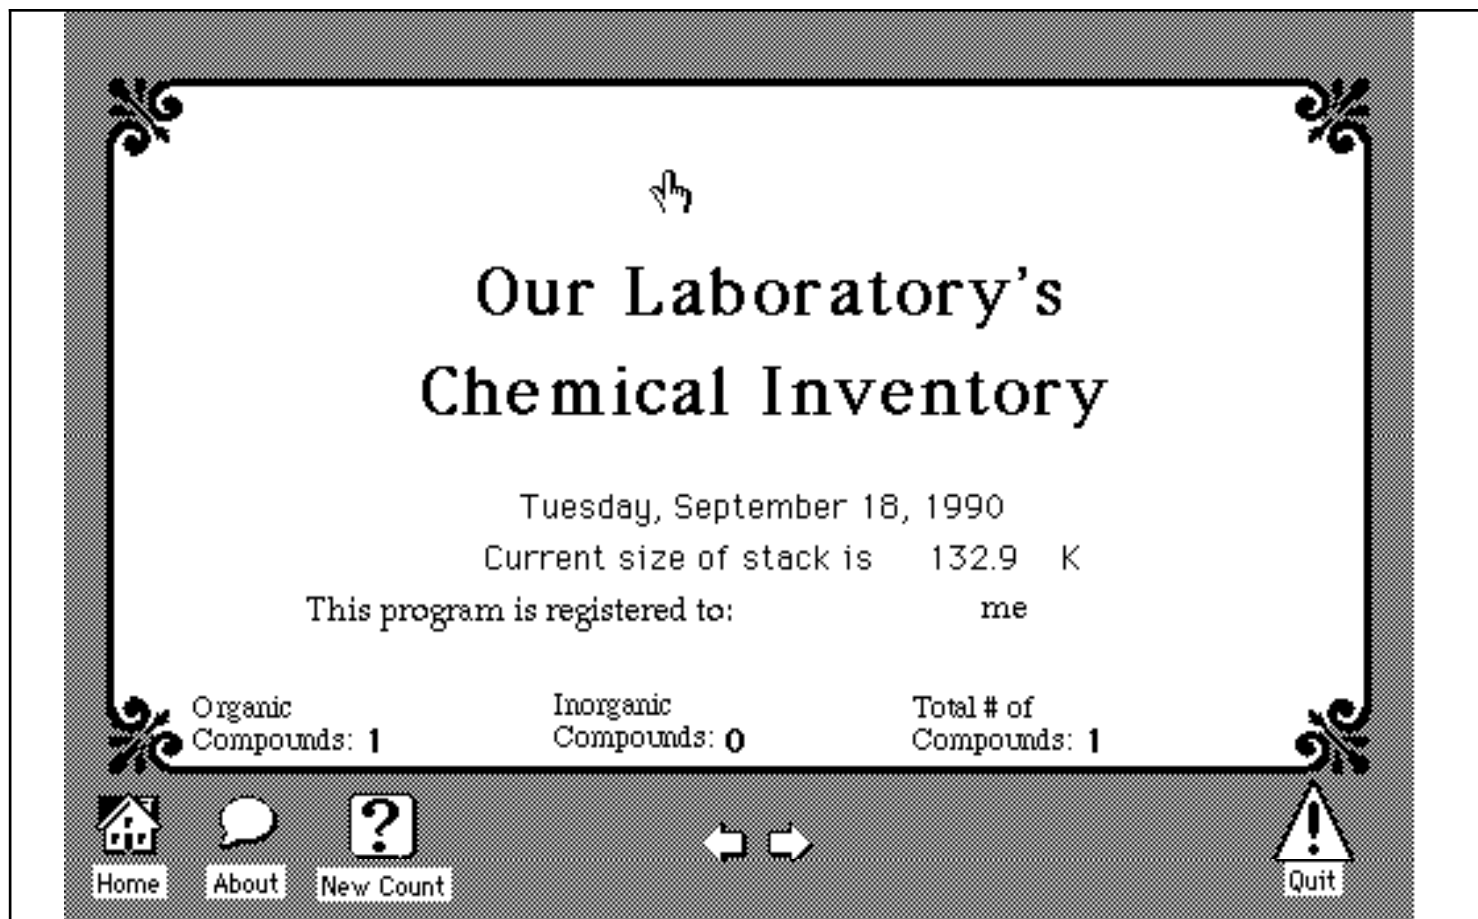 Our Laboratory's
Chemical Inventory
Tuesday, September 18, 1990
Current size of stack is 132.9 K
This program is registered to: me
Organic
Compounds: 1
Inorganic
Compounds: 0
Total # of
Compounds: 1
?
!
Home
About
New Count
Quit